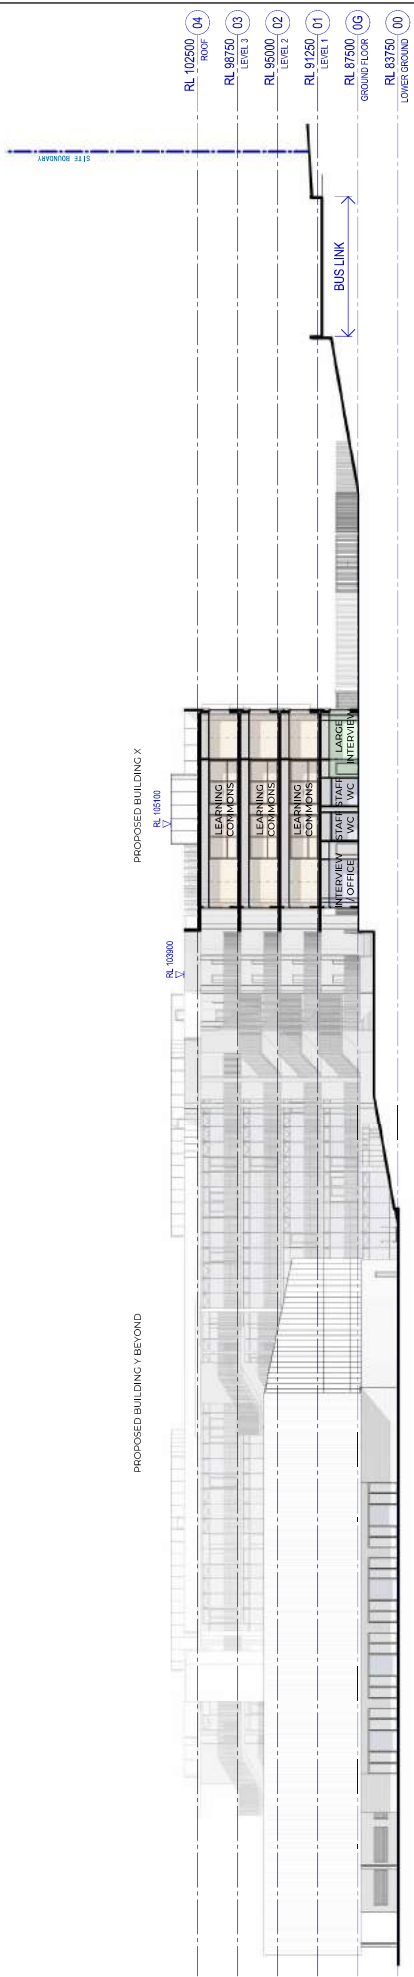 RL 102500
04
ROOF
RL 98750
03
LEVEL 3
RL 95000
02
LEVEL 2
RL 91250
01
LEVEL 1
RL 87500
0G
GROUND FLOOR
RL 83750
00
LOWER GROUND
SITE BOUNDARY
BUS LINK
PROPOSED BUILDING X
RL 105100
RL 103900
LEARNING
COMMONS
LEARNING
COMMONS
LEARNING
COMMONS
LARGE
INTERVIEW
STAFF
WC
STAFF
WC
INTERVIEW
/ OFFICE
PROPOSED BUILDING Y BEYOND